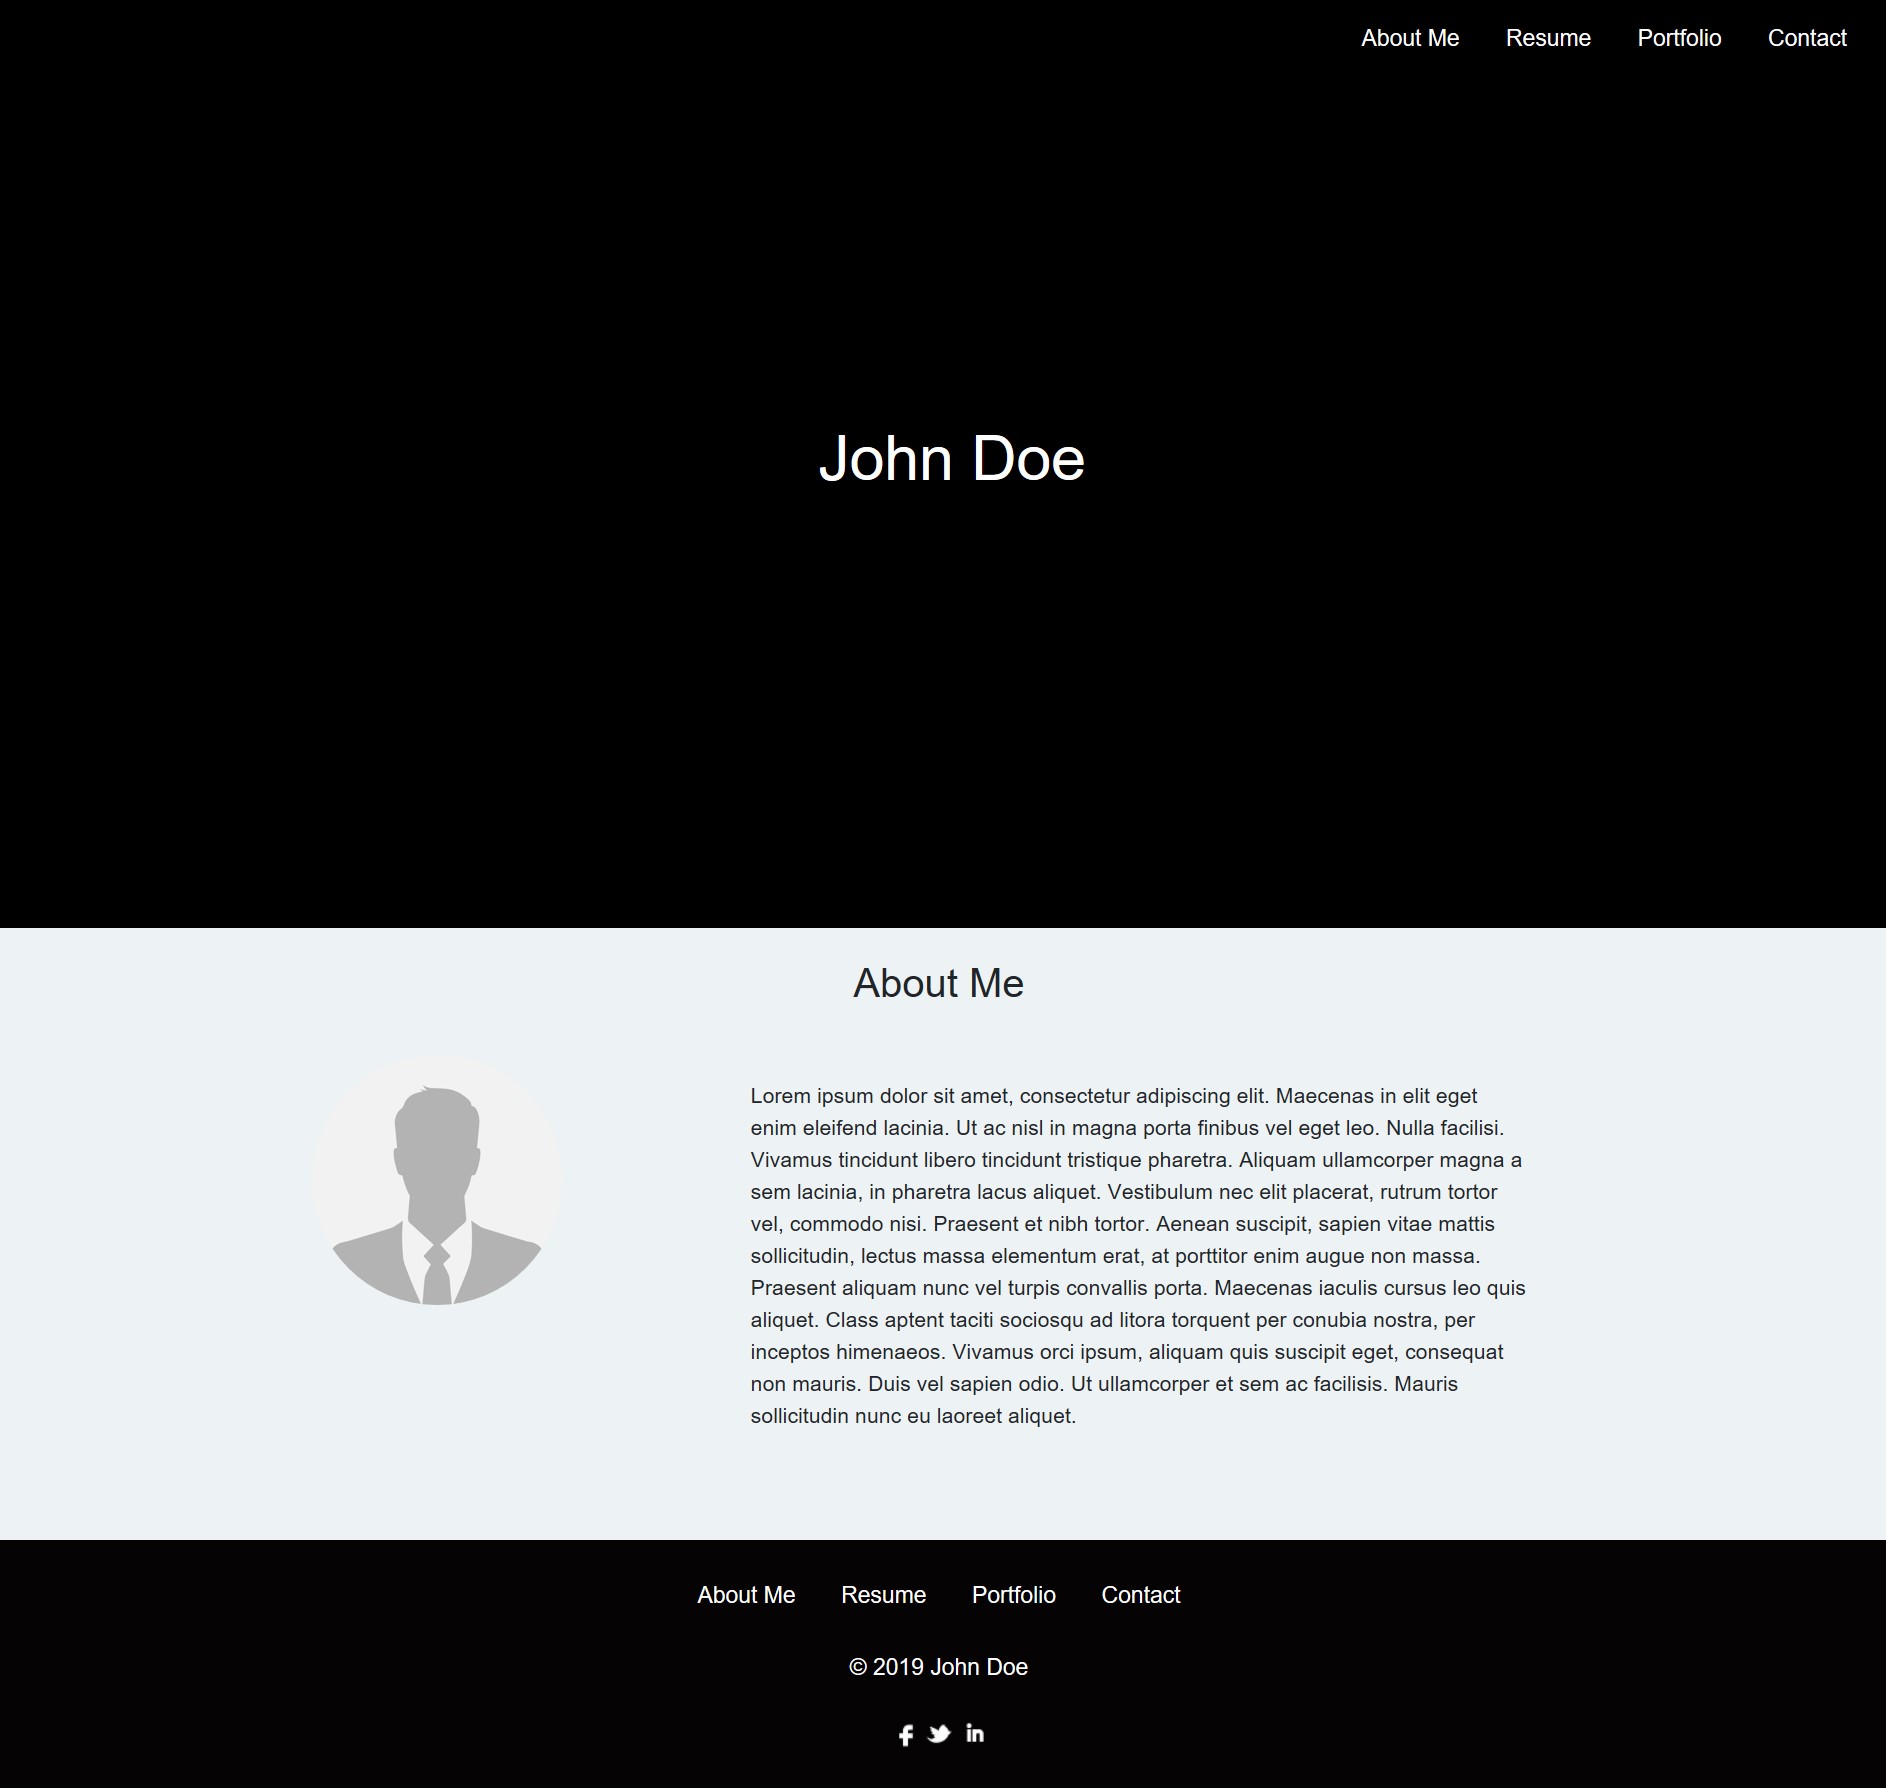 About Me Resume Portfolio Contact
John Doe
About Me
Lorem ipsum dolor sit amet, consectetur adipiscing elit. Maecenas in elit eget
enim eleifend lacinia. Ut ac nisl in magna porta finibus vel eget leo. Nulla facilisi.
Vivamus tincidunt libero tincidunt tristique pharetra. Aliquam ullamcorper magna a
sem lacinia, in pharetra lacus aliquet. Vestibulum nec elit placerat, rutrum tortor
vel, commodo nisi. Praesent et nibh tortor. Aenean suscipit, sapien vitae mattis
sollicitudin, lectus massa elementum erat, at porttitor enim augue non massa.
Praesent aliquam nunc vel turpis convallis porta. Maecenas iaculis cursus leo quis
aliquet. Class aptent taciti sociosqu ad litora torquent per conubia nostra, per
inceptos himenaeos. Vivamus orci ipsum, aliquam quis suscipit eget, consequat
non mauris. Duis vel sapien odio. Ut ullamcorper et sem ac facilisis. Mauris
sollicitudin nunc eu laoreet aliquet.
About Me Resume Portfolio Contact
© 2019 John Doe